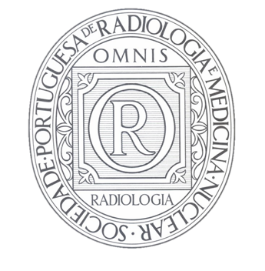 SOCIEDADE·PORTUGUESA DE RADIOLOGIA E MEDICINA·NUCLEAR·
OMNIS
R
RADIOLOGIA